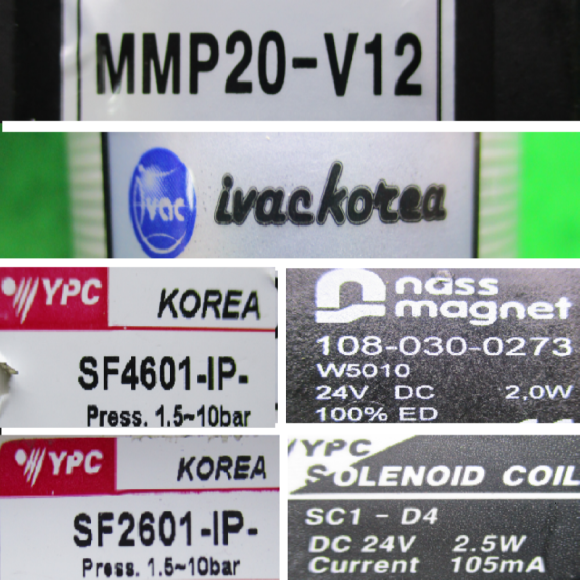 MMP20-V12
ivac
ivackorea
YPC KOREA
SF4601-IP-
Press. 1.5~10bar
nass
magnet
108-030-0273
W5010
24V DC 2.0W
100% ED
YPC KOREA
SF2601-IP-
Press. 1.5~10bar
YPC
SOLENOID COIL
SC1 - D4
DC 24V 2.5W
Current 105mA